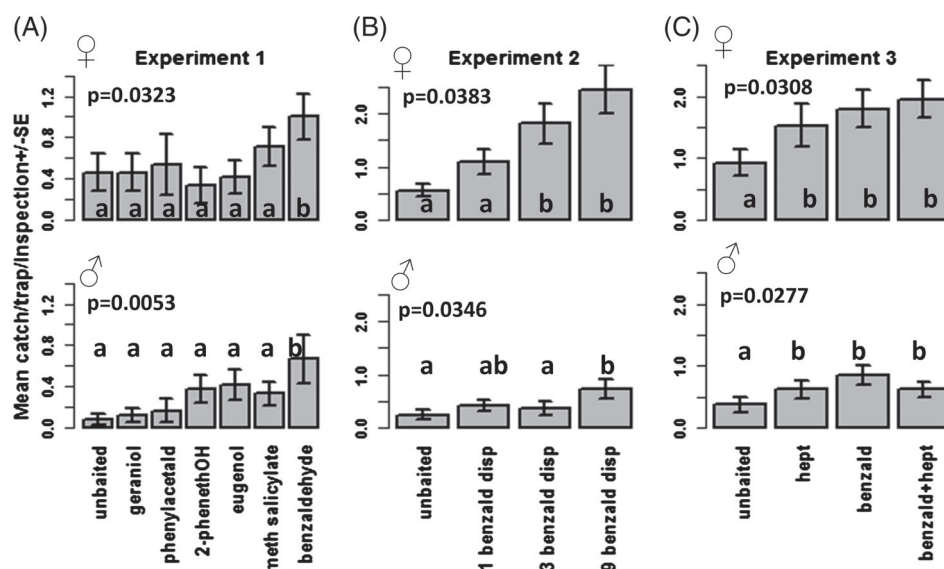 (A)
♀
Experiment 1
p=0.0323
1.2
0.8
0.4
0.0
a a a a a a b
♂
p=0.0053
1.2
0.8
0.4
0.0
a a a a a a b
Mean catch/trap/Inspection+/-SE
unbaited
geraniol
phenylacetald
2-phenethOH
eugenol
meth salicylate
benzaldehyde
(B)
♀
Experiment 2
p=0.0383
2.0
1.0
0.0
a a b b
♂
p=0.0346
2.0
1.0
0.0
a ab a b
unbaited
1 benzald disp
3 benzald disp
9 benzald disp
(C)
♀
Experiment 3
p=0.0308
2.0
1.0
0.0
a b b b
♂
p=0.0277
2.0
1.0
0.0
a b b b
unbaited
hept
benzald
benzald+hept